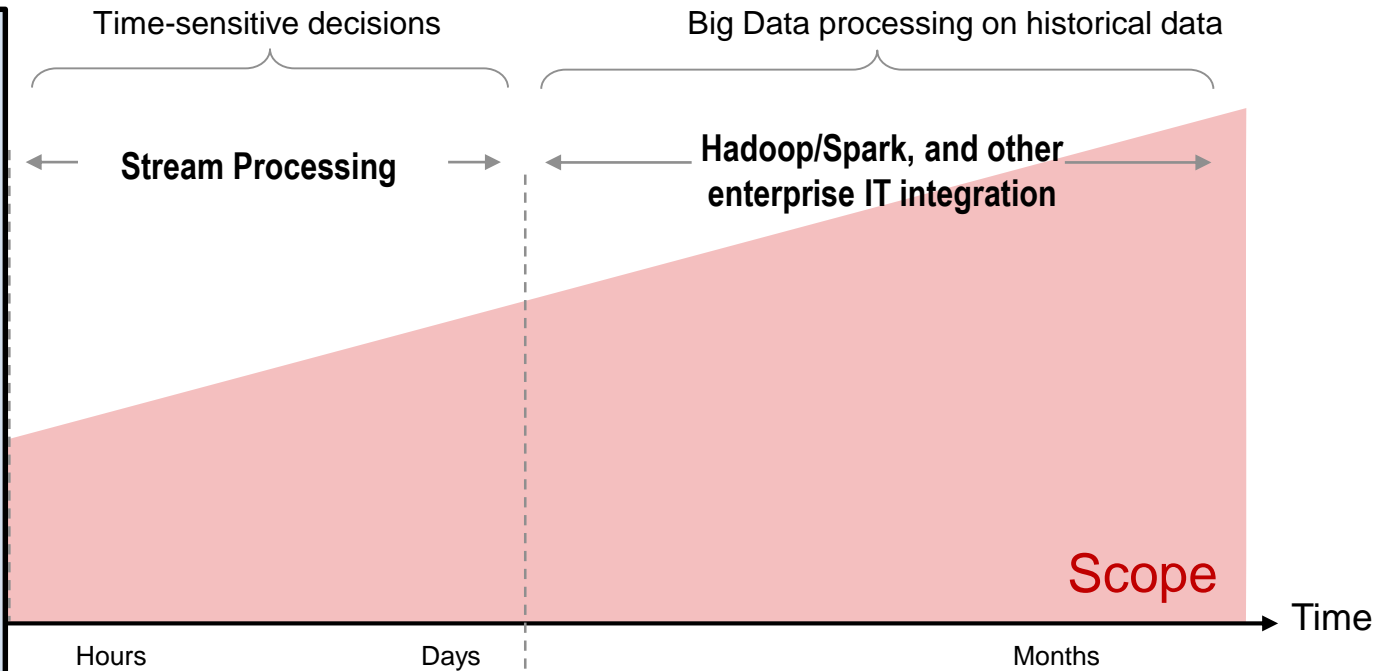 Time-sensitive decisions
Big Data processing on historical data
Stream Processing
Hadoop/Spark, and other
enterprise IT integration
Scope
Time
Hours
Days
Months